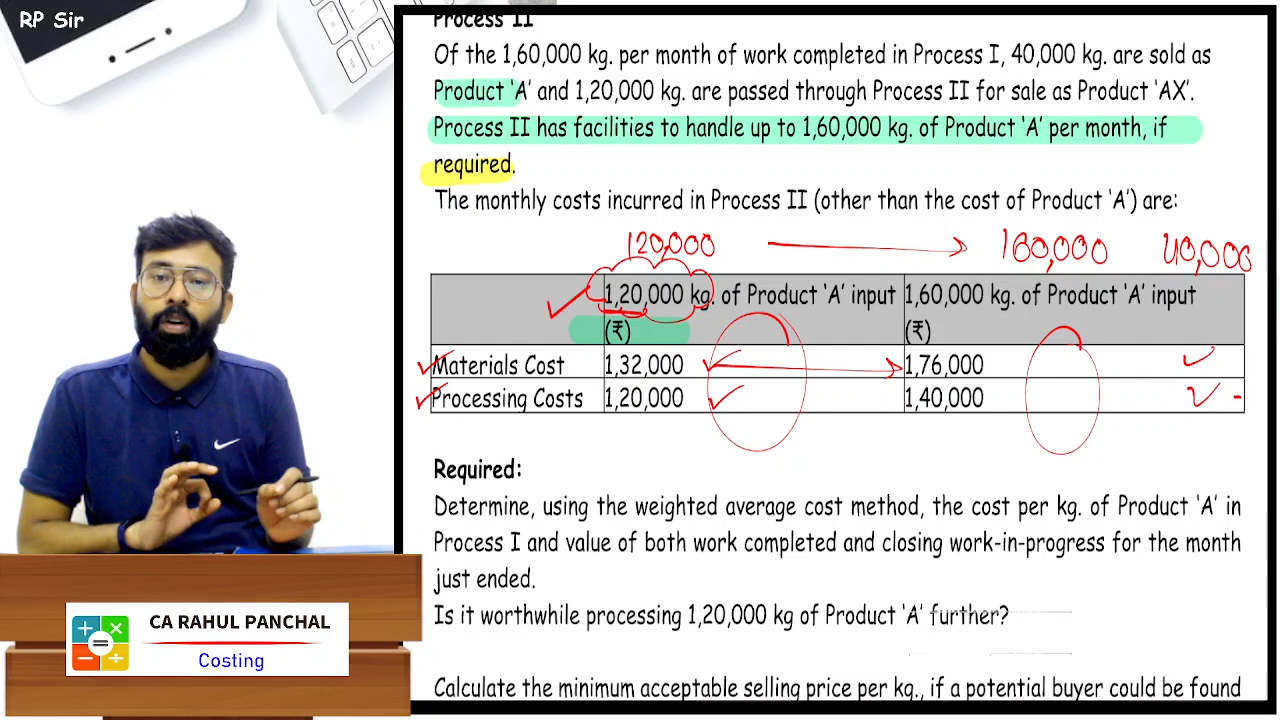 RP Sir
Process II
Of the 1,60,000 kg. per month of work completed in Process I, 40,000 kg. are sold as
Product ‘A’ and 1,20,000 kg. are passed through Process II for sale as Product ‘AX’.
Process II has facilities to handle up to 1,60,000 kg. of Product ‘A’ per month, if
required.
The monthly costs incurred in Process II (other than the cost of Product ‘A’) are:
120,000 160,000 40,000
1,20,000 kg. of Product ‘A’ input 1,60,000 kg. of Product ‘A’ input
(₹) (₹)
Materials Cost 1,32,000 1,76,000
Processing Costs 1,20,000 1,40,000
Required:
Determine, using the weighted average cost method, the cost per kg. of Product ‘A’ in
Process I and value of both work completed and closing work-in-progress for the month
just ended.
Is it worthwhile processing 1,20,000 kg of Product ‘A’ further?
Calculate the minimum acceptable selling price per kg., if a potential buyer could be found
CA RAHUL PANCHAL
Costing